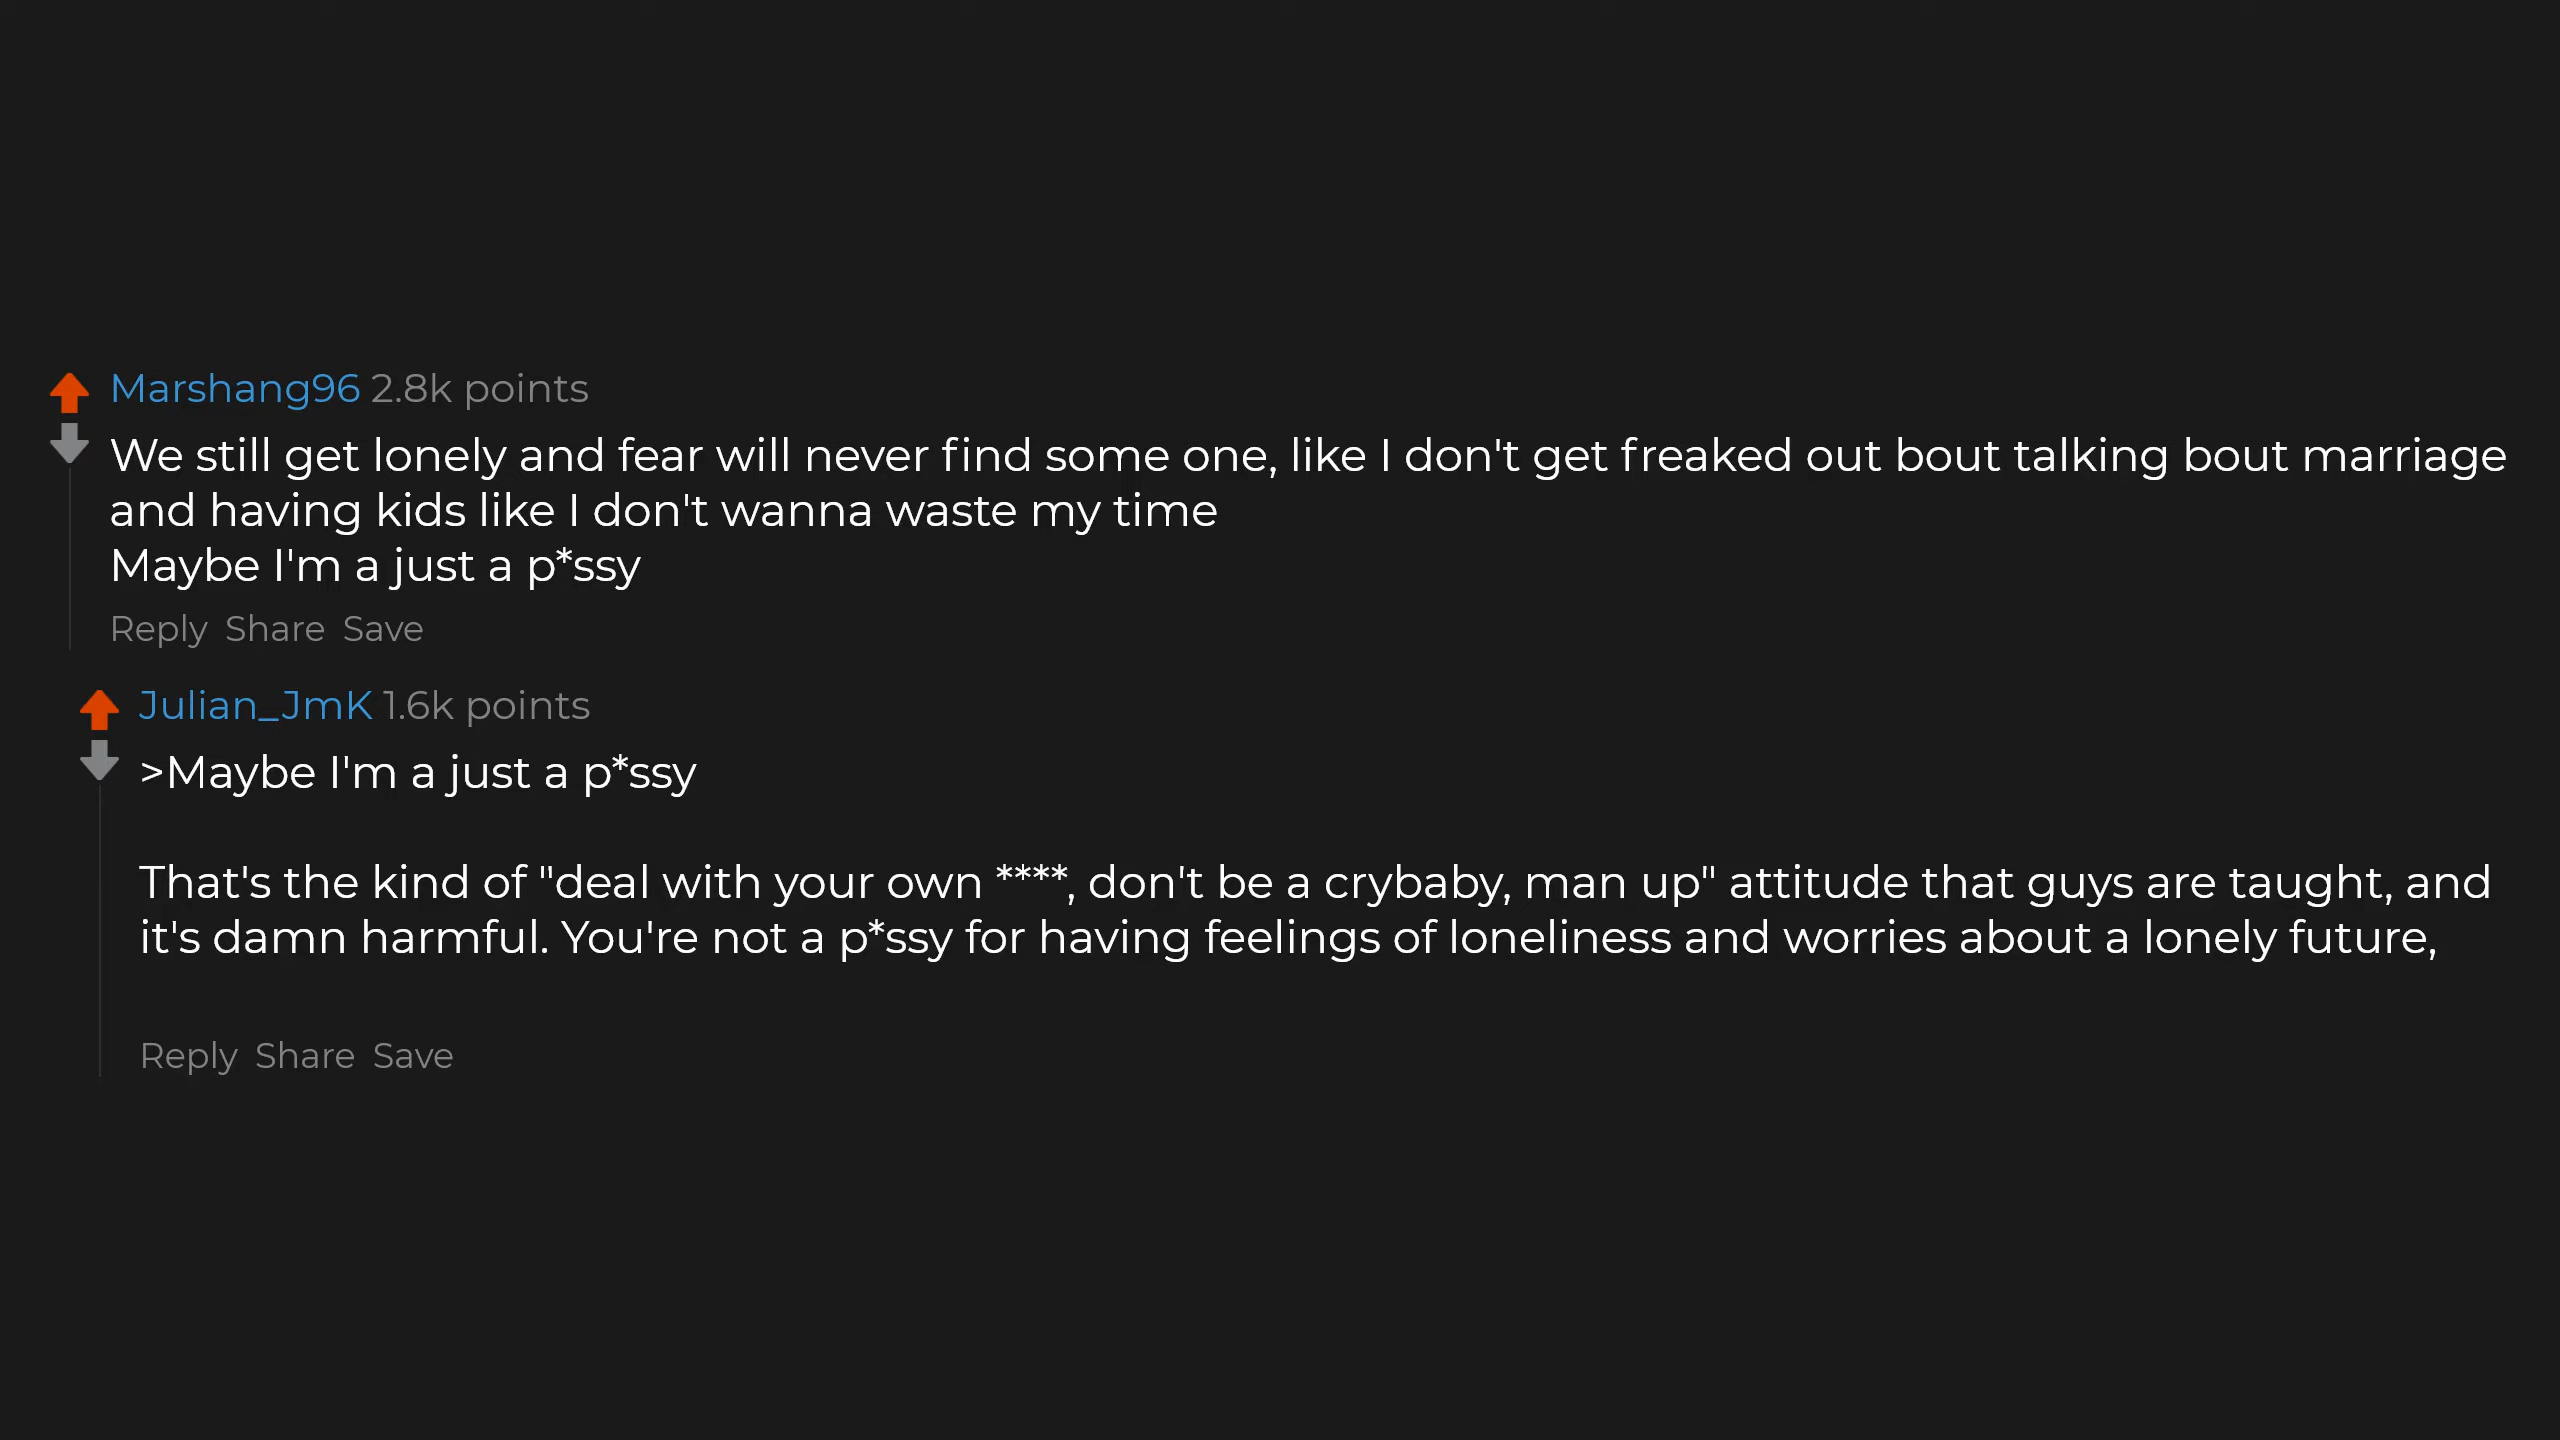 Marshang96 2.8k points
We still get lonely and fear will never find some one, like I don't get freaked out bout talking bout marriage
and having kids like I don't wanna waste my time
Maybe I'm a just a p*ssy
Reply Share Save
Julian_JmK 1.6k points
>Maybe I'm a just a p*ssy
That's the kind of "deal with your own ****, don't be a crybaby, man up" attitude that guys are taught, and
it's damn harmful. You're not a p*ssy for having feelings of loneliness and worries about a lonely future,
Reply Share Save